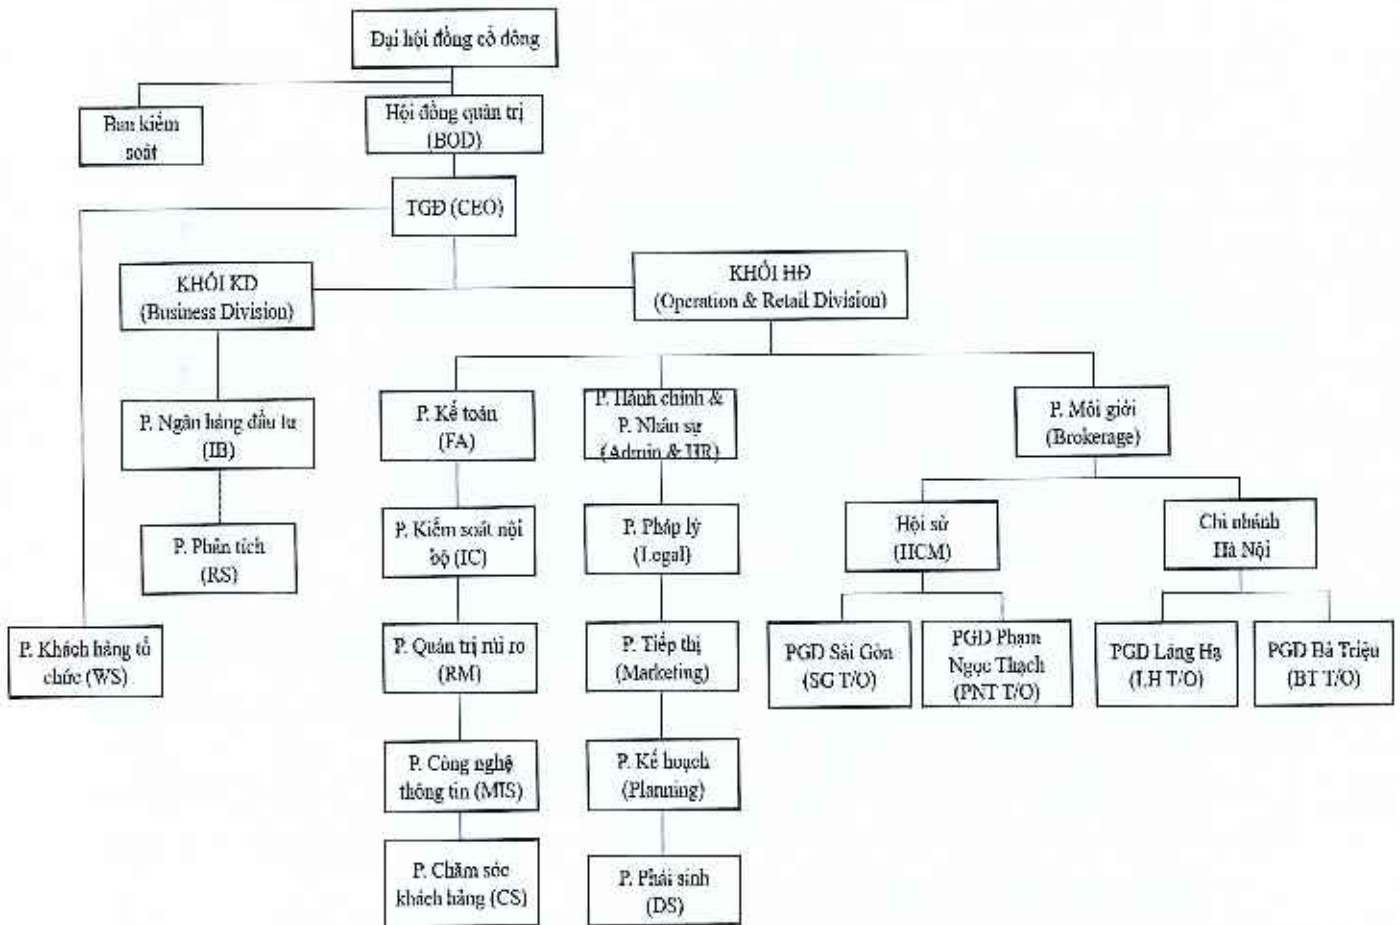 Đại hội đồng cổ đông
Ban kiểm
soát
Hội đồng quản trị
(BOD)
TGĐ (CEO)
KHỐI KD
(Business Division)
KHỐI HĐ
(Operation & Retail Division)
P. Ngân hàng đầu tư
(IB)
P. Phân tích
(RS)
P. Khách hàng tổ
chức (WS)
P. Kế toán
(FA)
P. Kiểm soát nội
bộ (IC)
P. Quản trị rủi ro
(RM)
P. Công nghệ
thông tin (MIS)
P. Chăm sóc
khách hàng (CS)
P. Hành chính &
P. Nhân sự
(Admin & HR)
P. Pháp lý
(Legal)
P. Tiếp thị
(Marketing)
P. Kế hoạch
(Planning)
P. Phái sinh
(DS)
P. Môi giới
(Brokerage)
Hội sở
(HCM)
Chi nhánh
Hà Nội
PGD Sài Gòn
(SG T/O)
PGD Phạm
Ngọc Thạch
(PNT T/O)
PGD Láng Hạ
(LH T/O)
PGD Bà Triệu
(BT T/O)